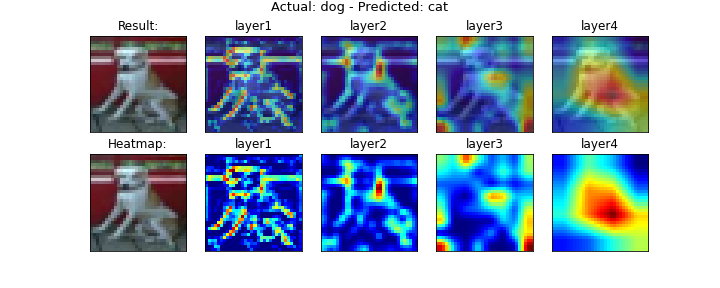 Actual: dog - Predicted: cat
Result: layer1 layer2 layer3 layer4
Heatmap: layer1 layer2 layer3 layer4